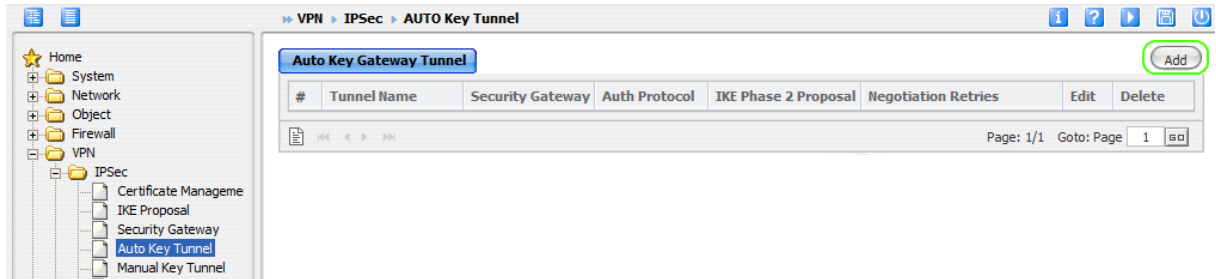 VPN IPSec AUTO Key Tunnel
Home
System
Network
Object
Firewall
VPN
IPSec
Certificate Manageme
IKE Proposal
Security Gateway
Auto Key Tunnel
Manual Key Tunnel
Auto Key Gateway Tunnel
Add
# Tunnel Name Security Gateway Auth Protocol IKE Phase 2 Proposal Negotiation Retries Edit Delete
Page: 1/1 Goto: Page 1 GO